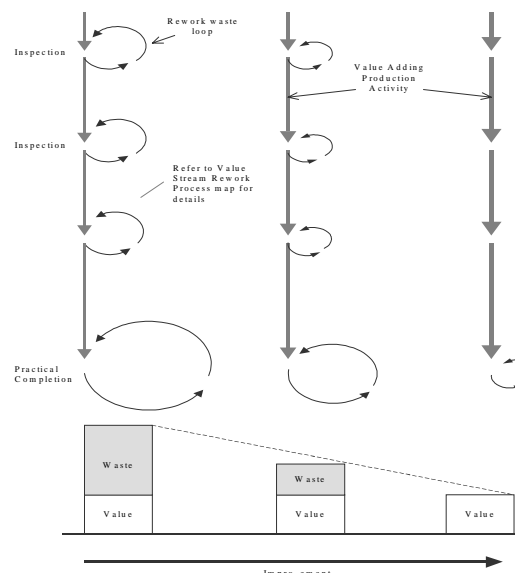 Rework waste
loop
Inspection
Value Adding
Production
Activity
Inspection
Refer to Value
Stream Rework
Process map for
details
Practical
Completion
Waste
Waste
Value
Value
Value